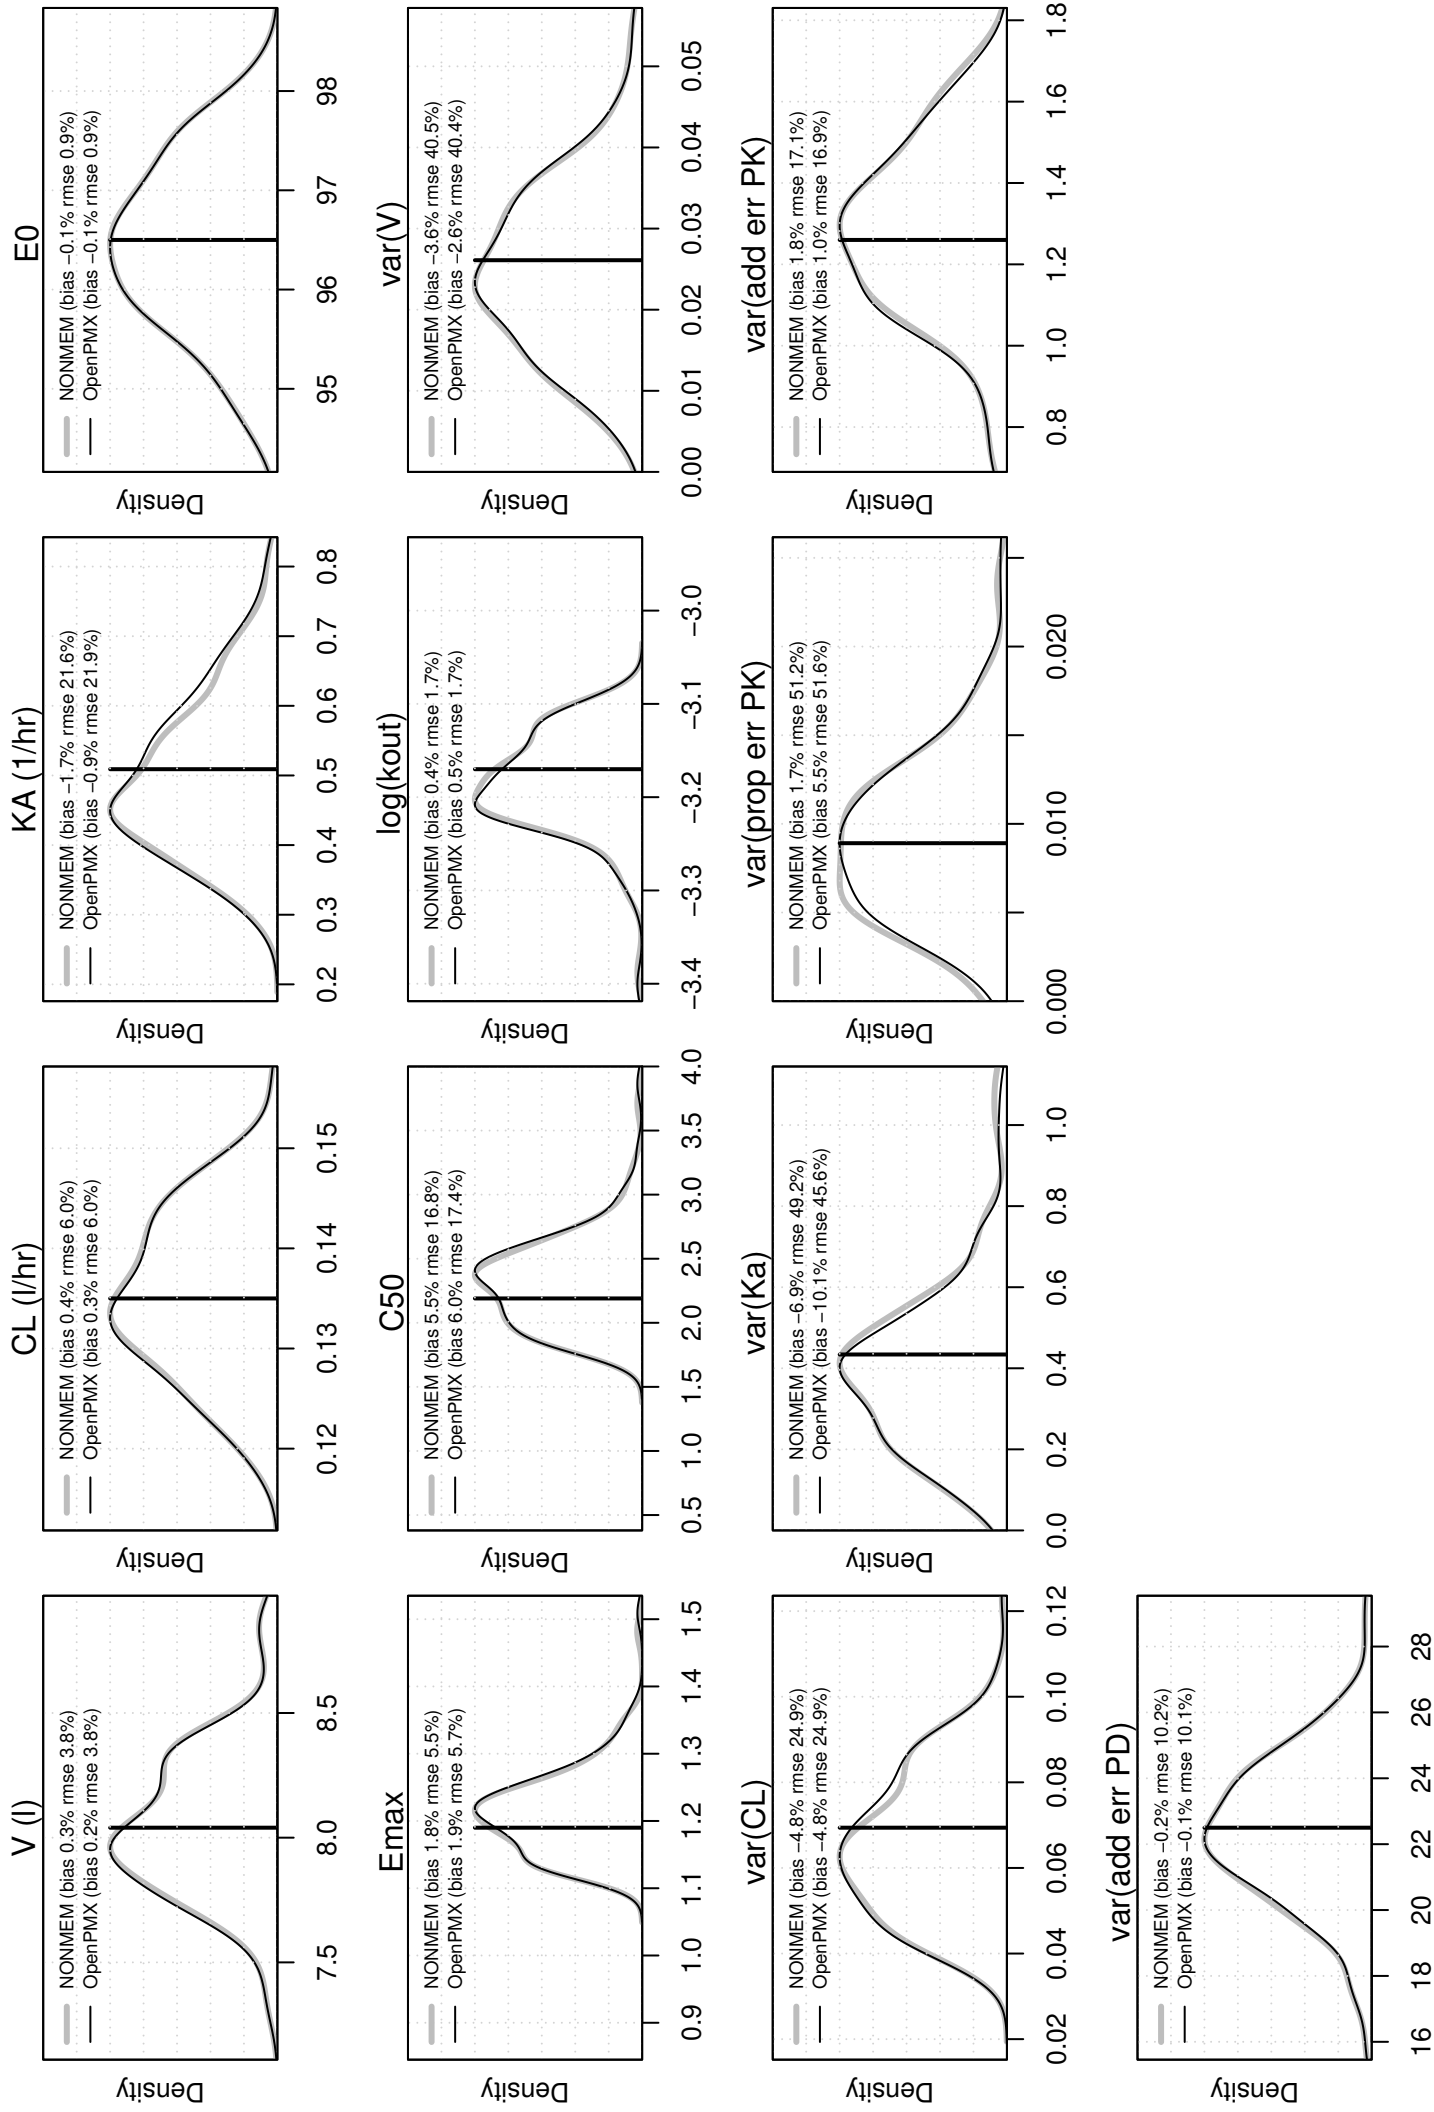 V (l)
NONMEM (bias 0.3% rmse 3.8%)
OpenPMX (bias 0.2% rmse 3.8%)
Density
7.5 8.0 8.5
CL (l/hr)
NONMEM (bias 0.4% rmse 6.0%)
OpenPMX (bias 0.3% rmse 6.0%)
Density
0.12 0.13 0.14 0.15
KA (1/hr)
NONMEM (bias −1.7% rmse 21.6%)
OpenPMX (bias −0.9% rmse 21.9%)
Density
0.2 0.3 0.4 0.5 0.6 0.7 0.8
E0
NONMEM (bias −0.1% rmse 0.9%)
OpenPMX (bias −0.1% rmse 0.9%)
Density
95 96 97 98
Emax
NONMEM (bias 1.8% rmse 5.5%)
OpenPMX (bias 1.9% rmse 5.7%)
Density
0.9 1.0 1.1 1.2 1.3 1.4 1.5
C50
NONMEM (bias 5.5% rmse 16.8%)
OpenPMX (bias 6.0% rmse 17.4%)
Density
0.5 1.0 1.5 2.0 2.5 3.0 3.5 4.0
log(kout)
NONMEM (bias 0.4% rmse 1.7%)
OpenPMX (bias 0.5% rmse 1.7%)
Density
−3.4 −3.3 −3.2 −3.1 −3.0
var(V)
NONMEM (bias −3.6% rmse 40.5%)
OpenPMX (bias −2.6% rmse 40.4%)
Density
0.00 0.01 0.02 0.03 0.04 0.05
var(CL)
NONMEM (bias −4.8% rmse 24.9%)
OpenPMX (bias −4.8% rmse 24.9%)
Density
0.02 0.04 0.06 0.08 0.10 0.12
var(Ka)
NONMEM (bias −6.9% rmse 49.2%)
OpenPMX (bias −10.1% rmse 45.6%)
Density
0.0 0.2 0.4 0.6 0.8 1.0
var(prop err PK)
NONMEM (bias 1.7% rmse 51.2%)
OpenPMX (bias 5.5% rmse 51.6%)
Density
0.000 0.010 0.020
var(add err PK)
NONMEM (bias 1.8% rmse 17.1%)
OpenPMX (bias 1.0% rmse 16.9%)
Density
0.8 1.0 1.2 1.4 1.6 1.8
var(add err PD)
NONMEM (bias −0.2% rmse 10.2%)
OpenPMX (bias −0.1% rmse 10.1%)
Density
16 18 20 22 24 26 28